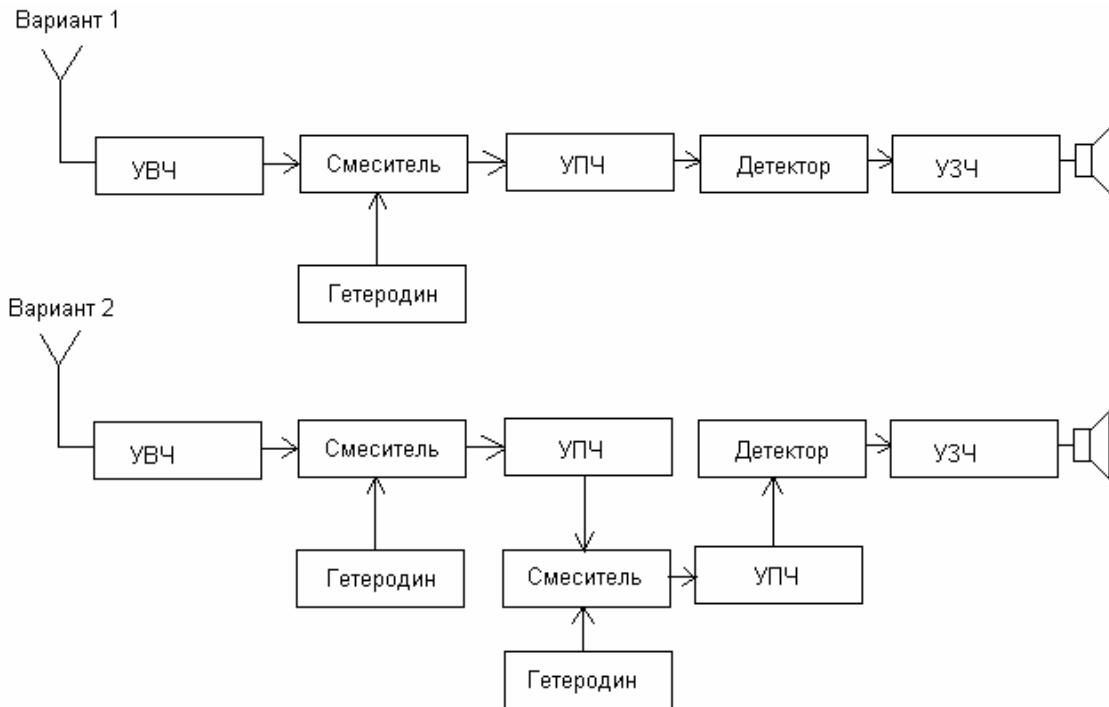 Вариант 1
УВЧ
Смеситель
УПЧ
Детектор
УЗЧ
Гетеродин
Вариант 2
УВЧ
Смеситель
УПЧ
Детектор
УЗЧ
Гетеродин
Смеситель
УПЧ
Гетеродин